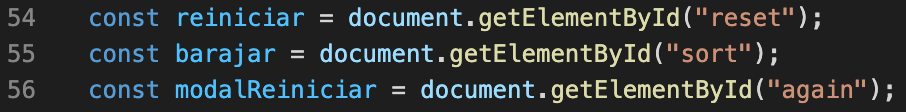 54 const reiniciar = document.getElementById("reset");
55 const barajar = document.getElementById("sort");
56 const modalReiniciar = document.getElementById("again");